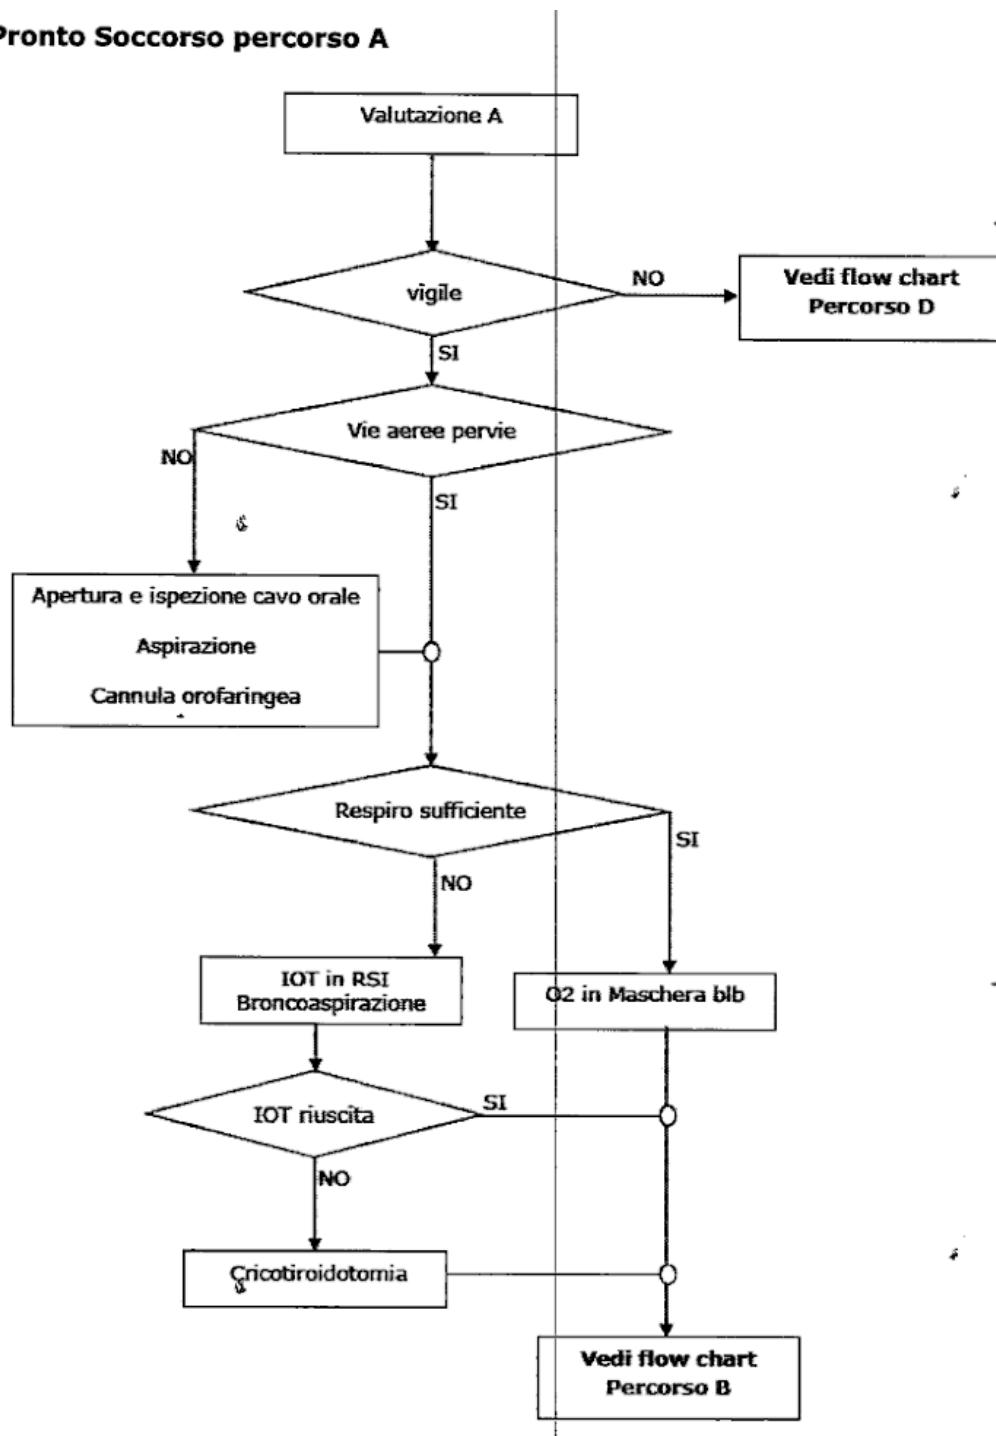 Pronto Soccorso percorso A
Valutazione A
vigile
NO
Vedi flow chart
Percorso D
SI
Vie aeree pervie
NO
SI
Apertura e ispezione cavo orale
Aspirazione
Cannula orofaringea
Respiro sufficiente
SI
NO
IOT in RSI
Broncoaspirazione
O2 in Maschera blb
IOT riuscita
SI
NO
Cricotiroidotomia
Vedi flow chart
Percorso B